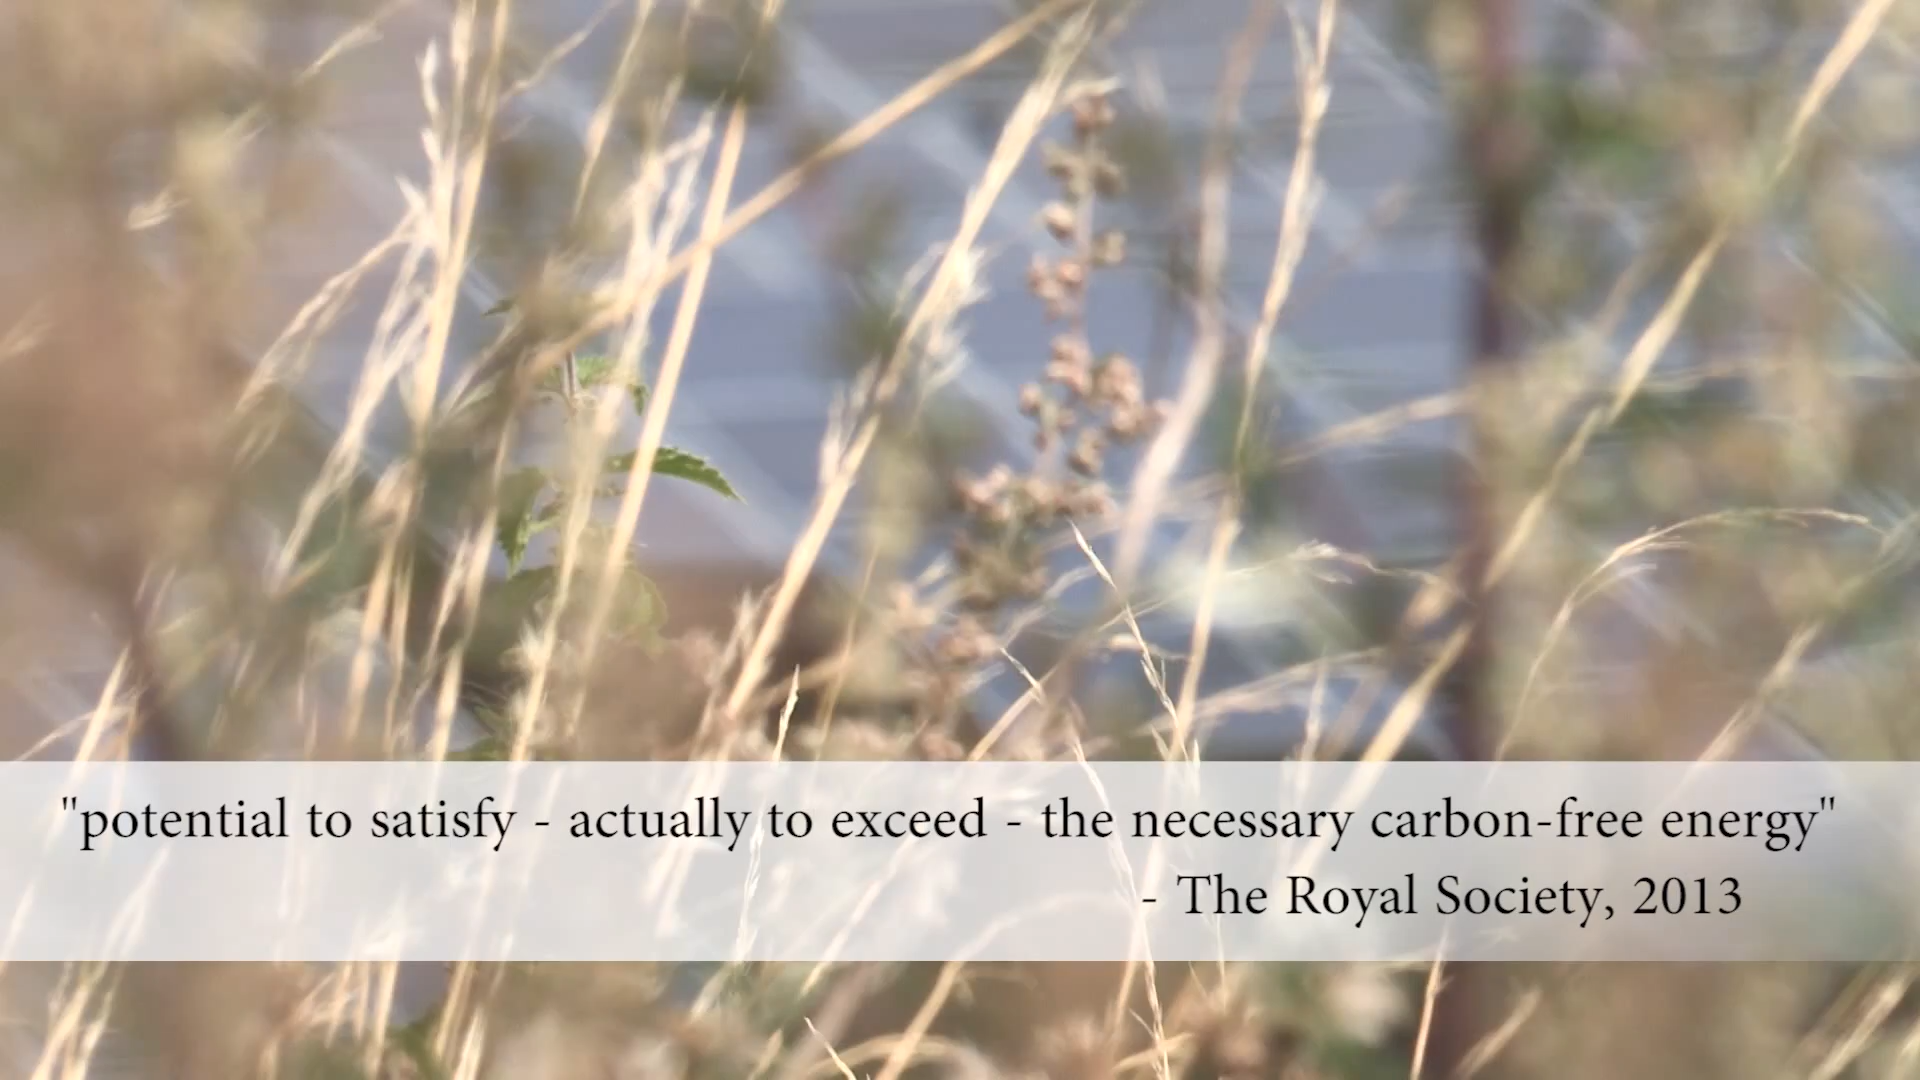 "potential to satisfy - actually to exceed - the necessary carbon-free energy"
- The Royal Society, 2013